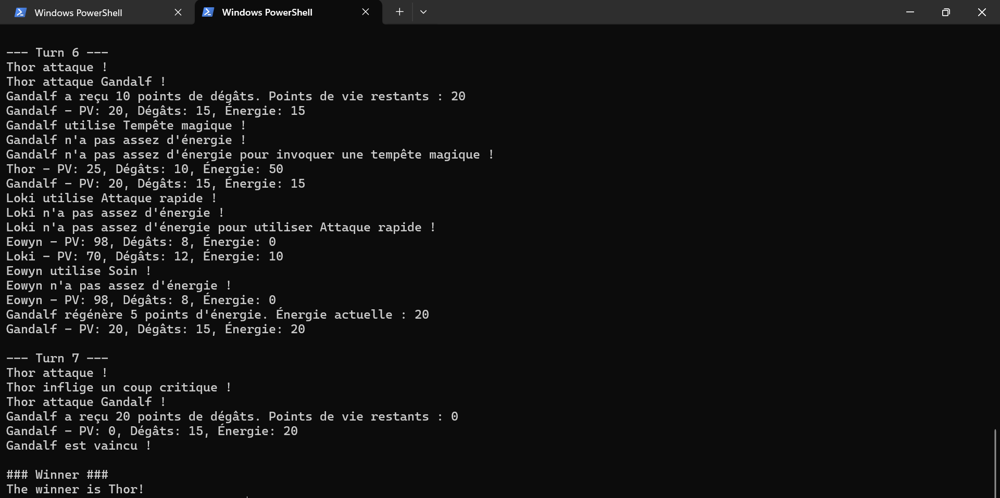 Windows PowerShell
Windows PowerShell
--- Turn 6 ---
Thor attaque !
Thor attaque Gandalf !
Gandalf a reçu 10 points de dégâts. Points de vie restants : 20
Gandalf - PV: 20, Dégâts: 15, Énergie: 15
Gandalf utilise Tempête magique !
Gandalf n'a pas assez d'énergie !
Gandalf n'a pas assez d'énergie pour invoquer une tempête magique !
Thor - PV: 25, Dégâts: 10, Énergie: 50
Gandalf - PV: 20, Dégâts: 15, Énergie: 15
Loki utilise Attaque rapide !
Loki n'a pas assez d'énergie !
Loki n'a pas assez d'énergie pour utiliser Attaque rapide !
Eowyn - PV: 98, Dégâts: 8, Énergie: 0
Loki - PV: 70, Dégâts: 12, Énergie: 10
Eowyn utilise Soin !
Eowyn n'a pas assez d'énergie !
Eowyn - PV: 98, Dégâts: 8, Énergie: 0
Gandalf régénère 5 points d'énergie. Énergie actuelle : 20
Gandalf - PV: 20, Dégâts: 15, Énergie: 20
--- Turn 7 ---
Thor attaque !
Thor inflige un coup critique !
Thor attaque Gandalf !
Gandalf a reçu 20 points de dégâts. Points de vie restants : 0
Gandalf - PV: 0, Dégâts: 15, Énergie: 20
Gandalf est vaincu !
### Winner ###
The winner is Thor!